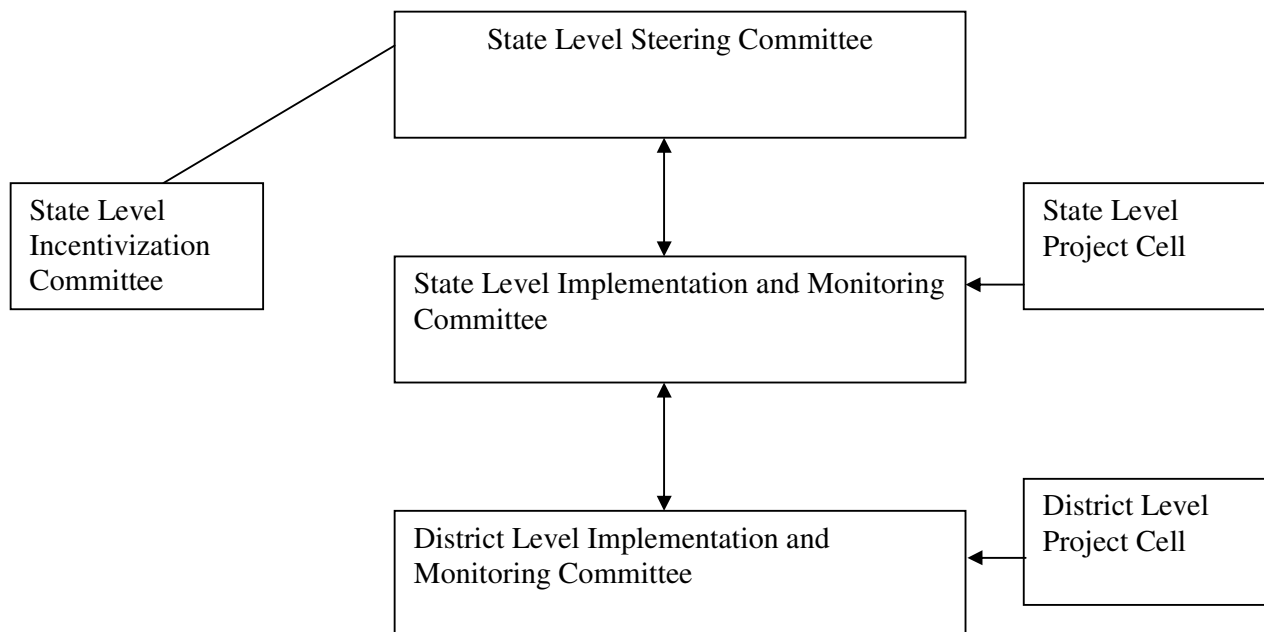 State Level Steering Committee
State Level
Incentivization
Committee
State Level
Project Cell
State Level Implementation and Monitoring
Committee
District Level Implementation and
Monitoring Committee
District Level
Project Cell